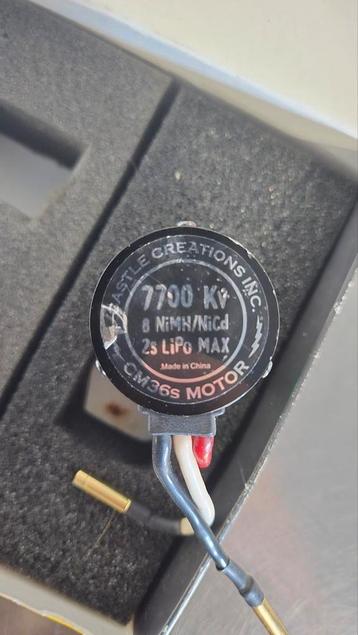 CASTLE CREATIONS INC.
7700 Kv
8 NiMH/NiCd
2s LiPo MAX
Made in China
CM36s MOTOR